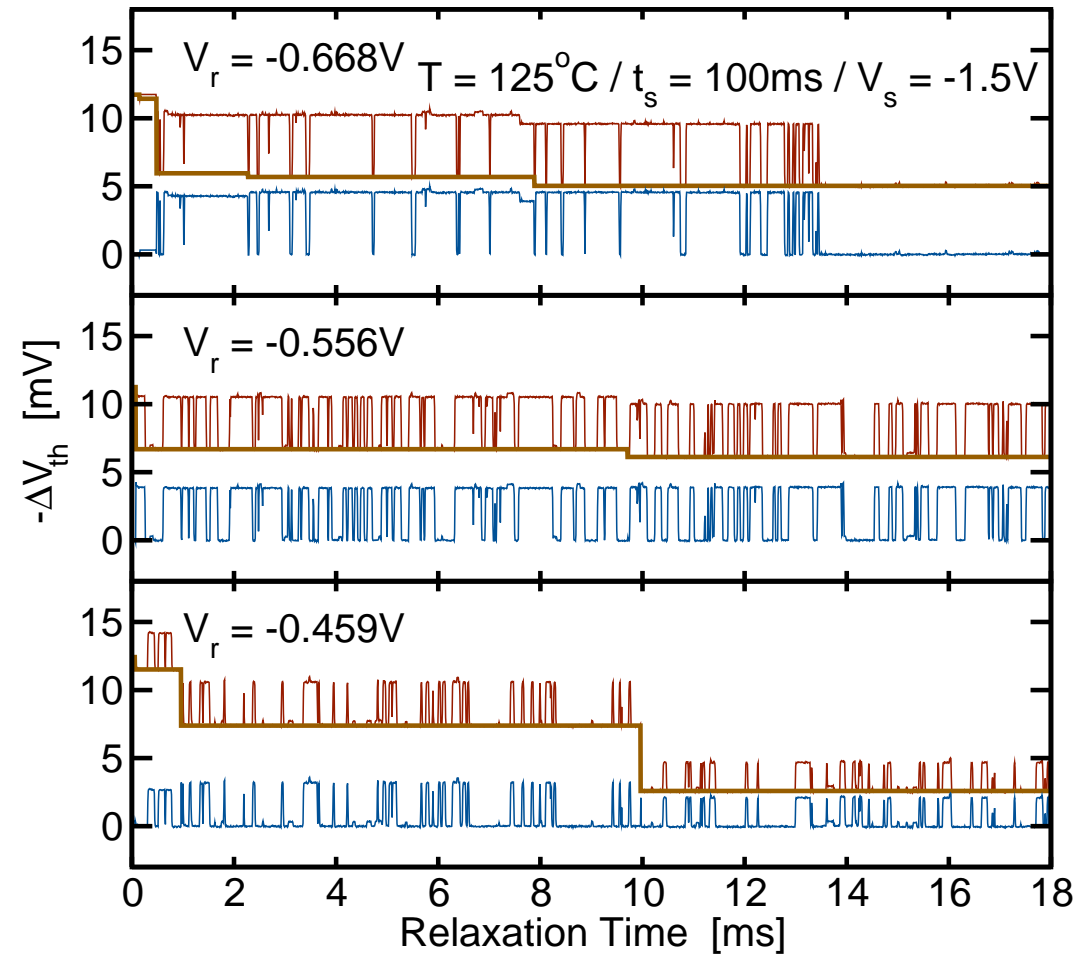 V_r = -0.668V
T = 125°C / t_s = 100ms / V_s = -1.5V
15
10
5
0
V_r = -0.556V
15
10
5
0
V_r = -0.459V
15
10
5
0
-ΔV_th [mV]
0 2 4 6 8 10 12 14 16 18
Relaxation Time [ms]